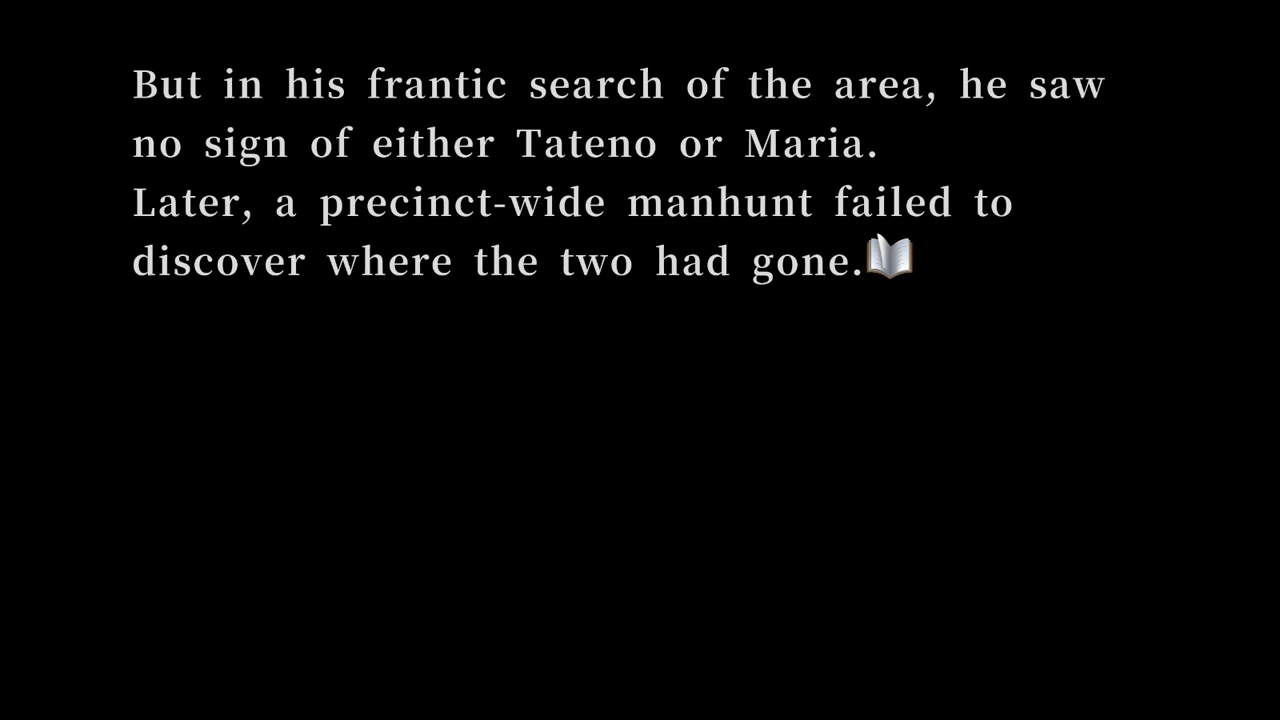 But in his frantic search of the area, he saw
no sign of either Tateno or Maria.
Later, a precinct-wide manhunt failed to
discover where the two had gone.